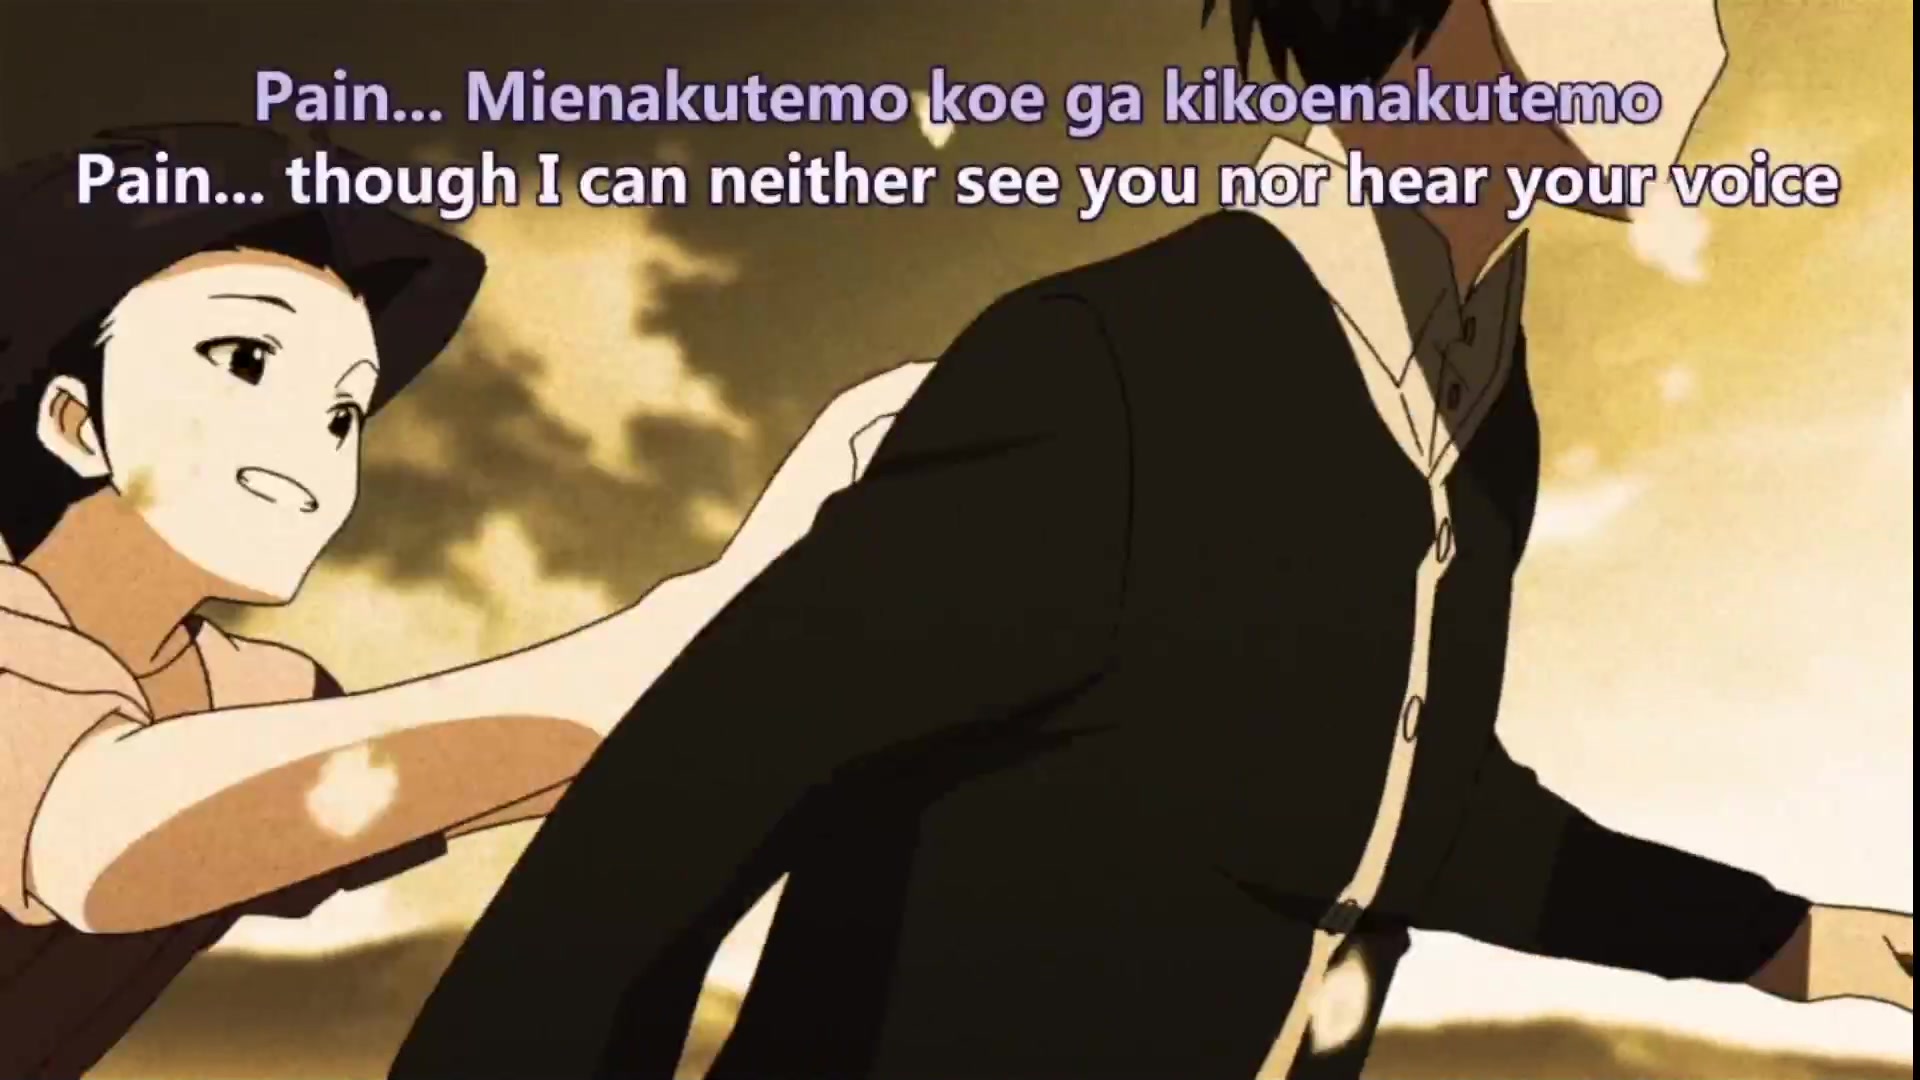 Pain... Mienakutemo koe ga kikoenakutemo
Pain... though I can neither see you nor hear your voice